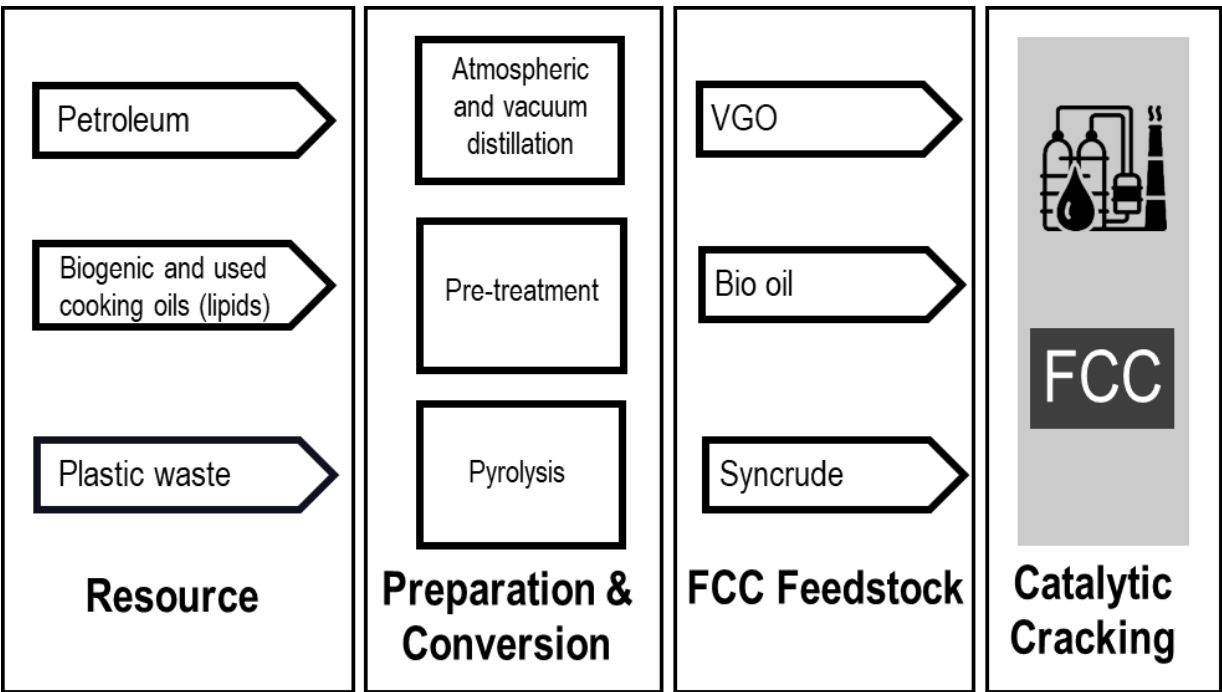 Petroleum
Biogenic and used
cooking oils (lipids)
Plastic waste
Resource
Atmospheric
and vacuum
distillation
Pre-treatment
Pyrolysis
Preparation &
Conversion
VGO
Bio oil
Syncrude
FCC Feedstock
FCC
Catalytic
Cracking